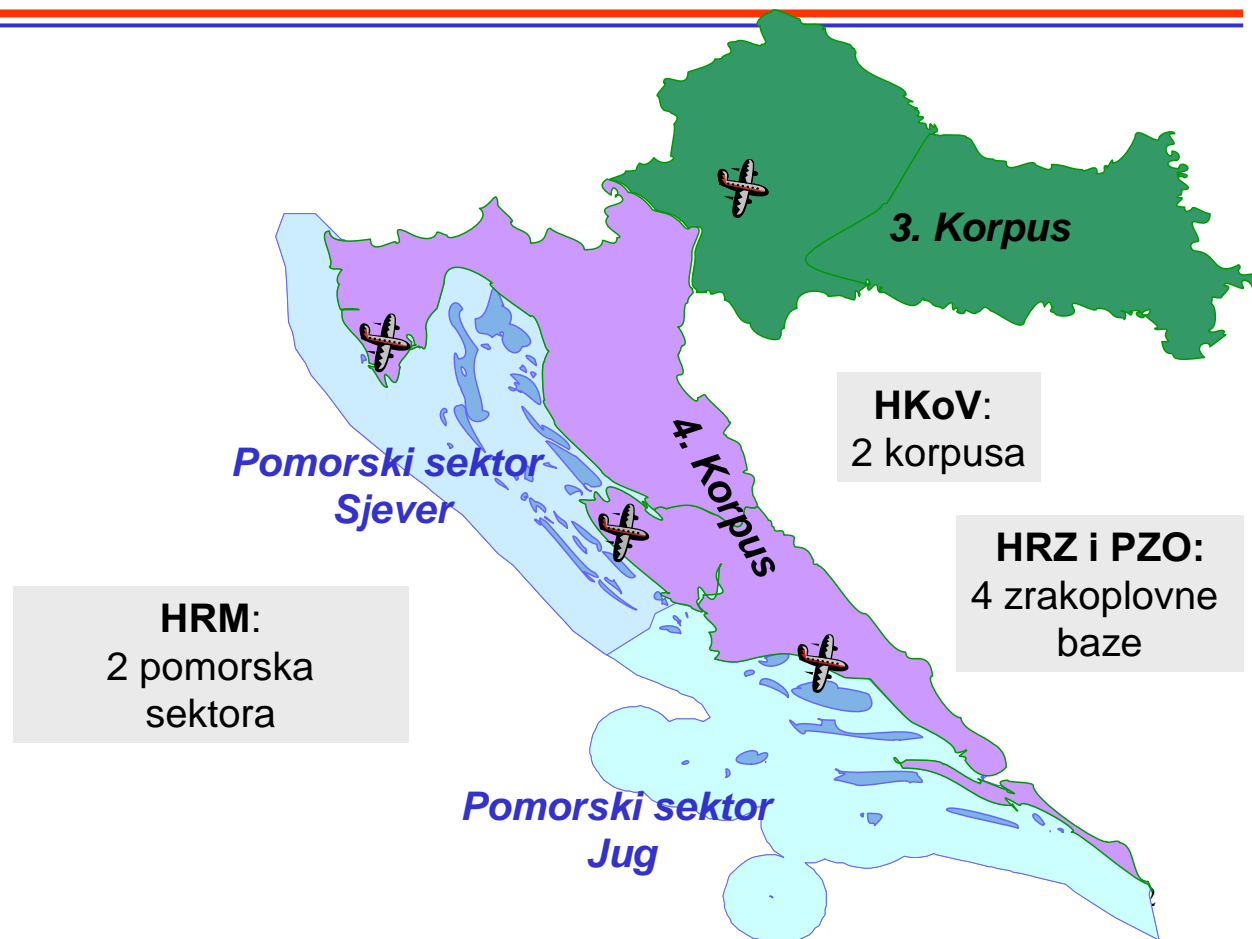 3. Korpus
4. Korpus
HKoV:
2 korpusa
Pomorski sektor
Sjever
HRZ i PZO:
4 zrakoplovne
baze
HRM:
2 pomorska
sektora
Pomorski sektor
Jug